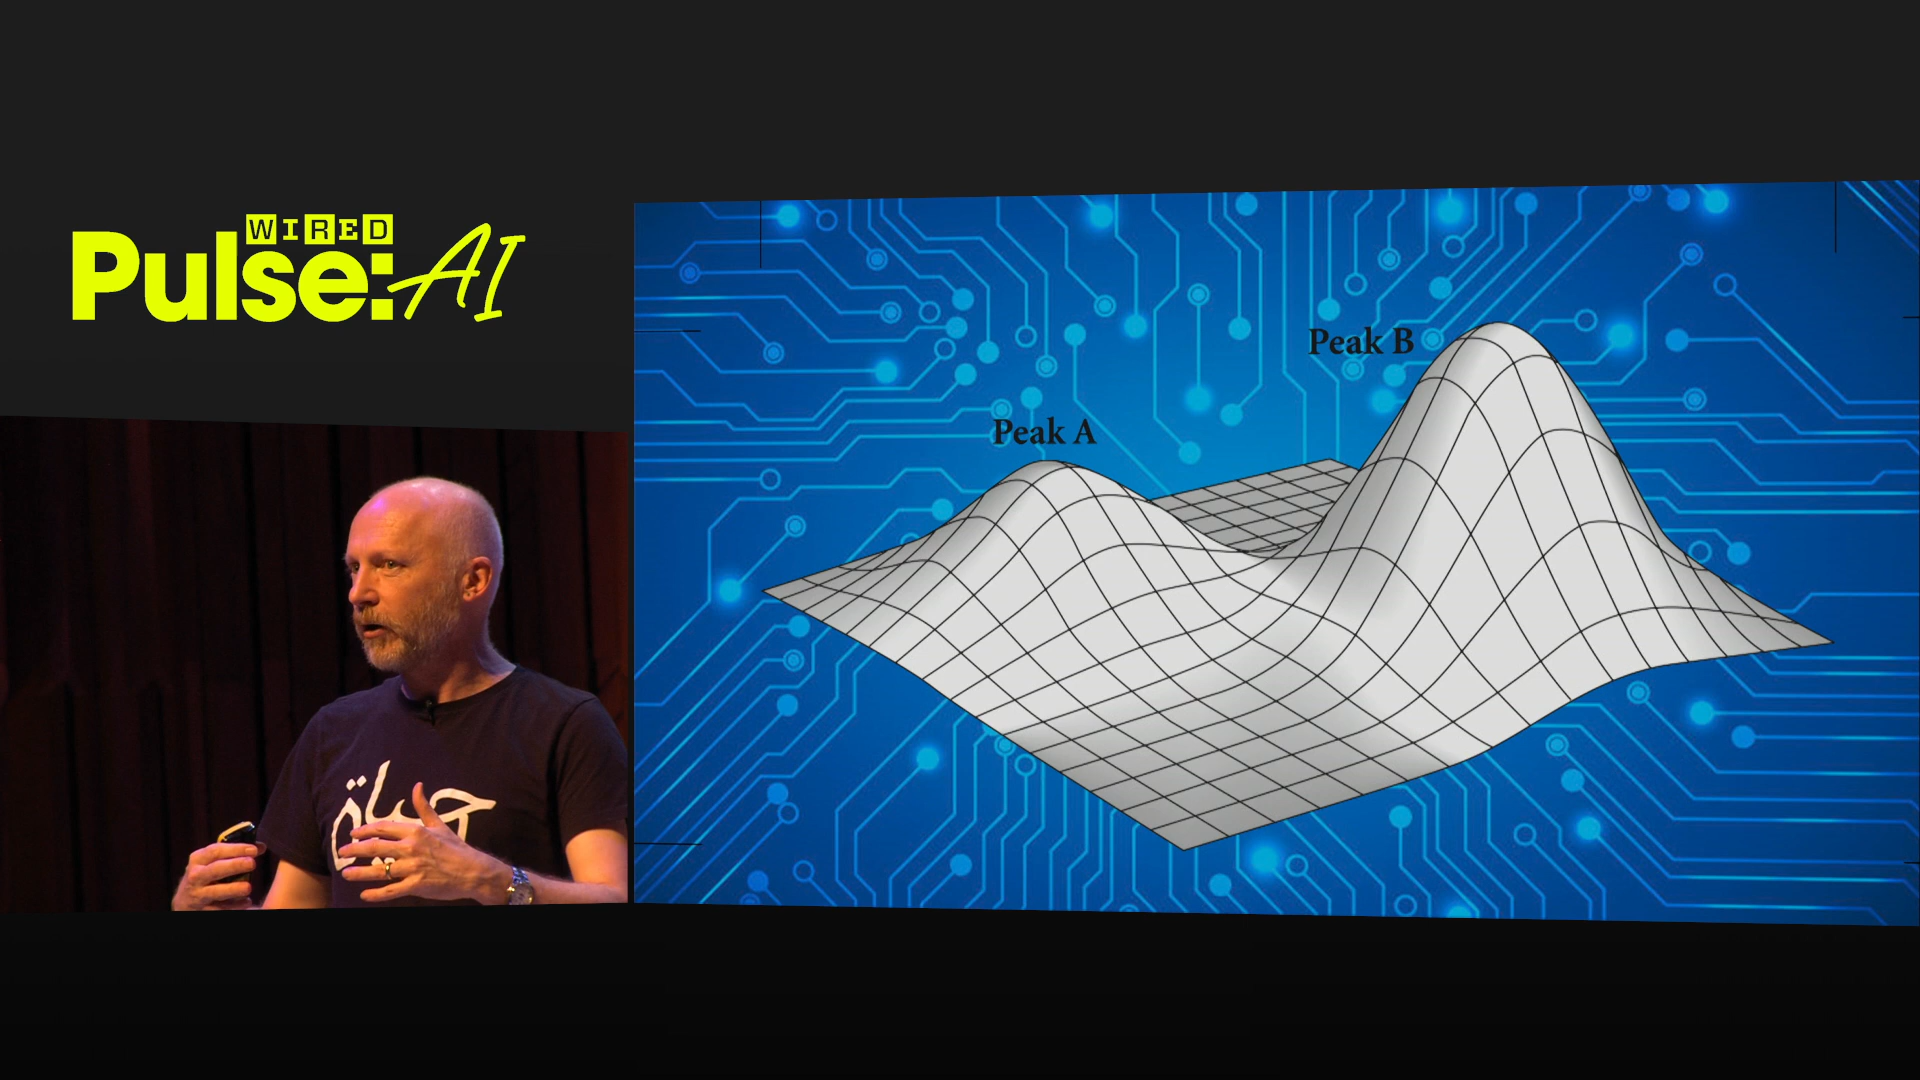 WIRED
Pulse:AI
Peak B
Peak A
حياة